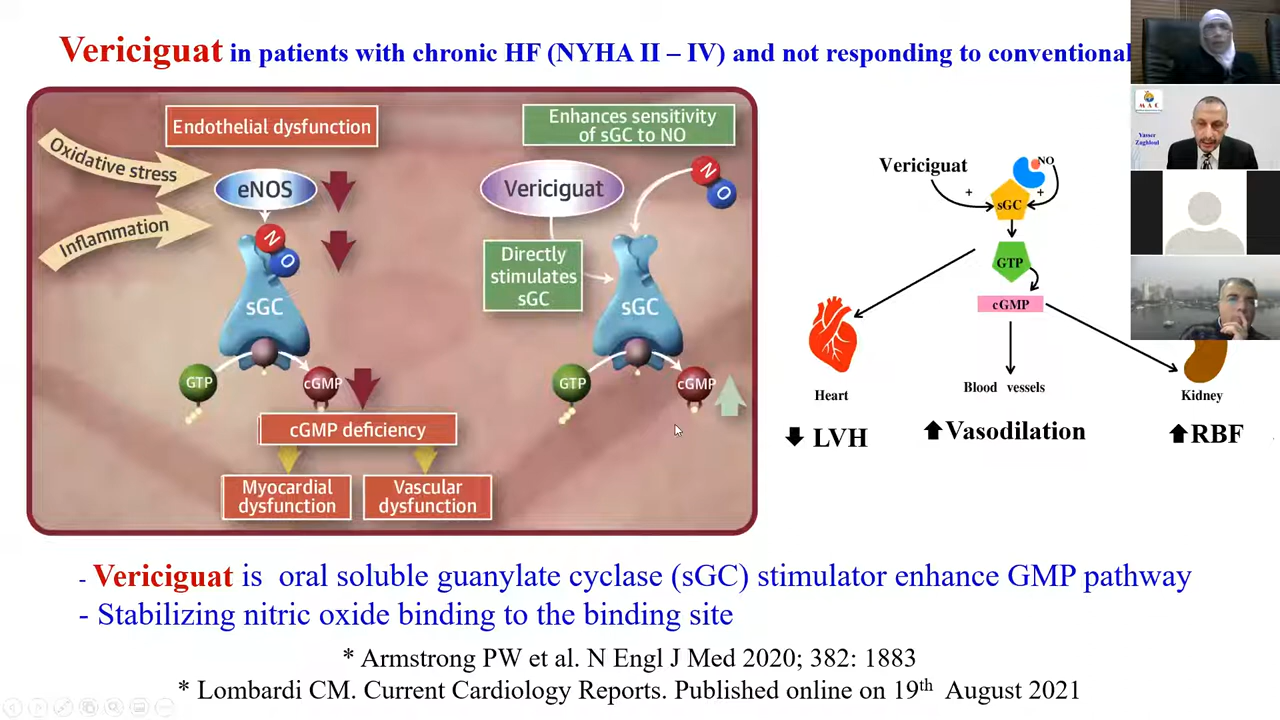 Vericiguat in patients with chronic HF (NYHA II – IV) and not responding to conventional
Endothelial dysfunction
Oxidative stress
Inflammation
eNOS
N
O
sGC
GTP
cGMP
cGMP deficiency
Myocardial
dysfunction
Vascular
dysfunction
Enhances sensitivity
of sGC to NO
Vericiguat
N
O
Directly
stimulates
sGC
sGC
GTP
cGMP
Vericiguat
NO
+
+
sGC
GTP
cGMP
Heart
Blood vessels
Kidney
LVH
Vasodilation
RBF
M A C
Yasser
Zaghloul
- Vericiguat is oral soluble guanylate cyclase (sGC) stimulator enhance GMP pathway
- Stabilizing nitric oxide binding to the binding site
* Armstrong PW et al. N Engl J Med 2020; 382: 1883
* Lombardi CM. Current Cardiology Reports. Published online on 19th August 2021